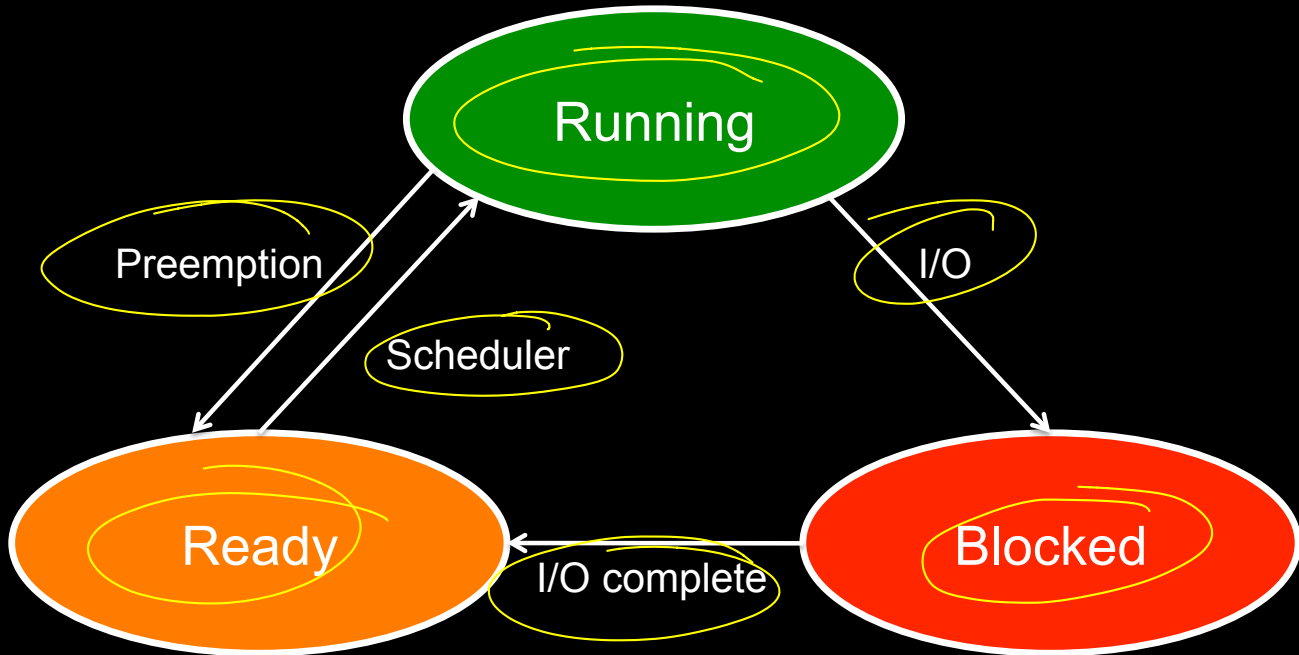 Running
Preemption
I/O
Scheduler
Ready
Blocked
I/O complete